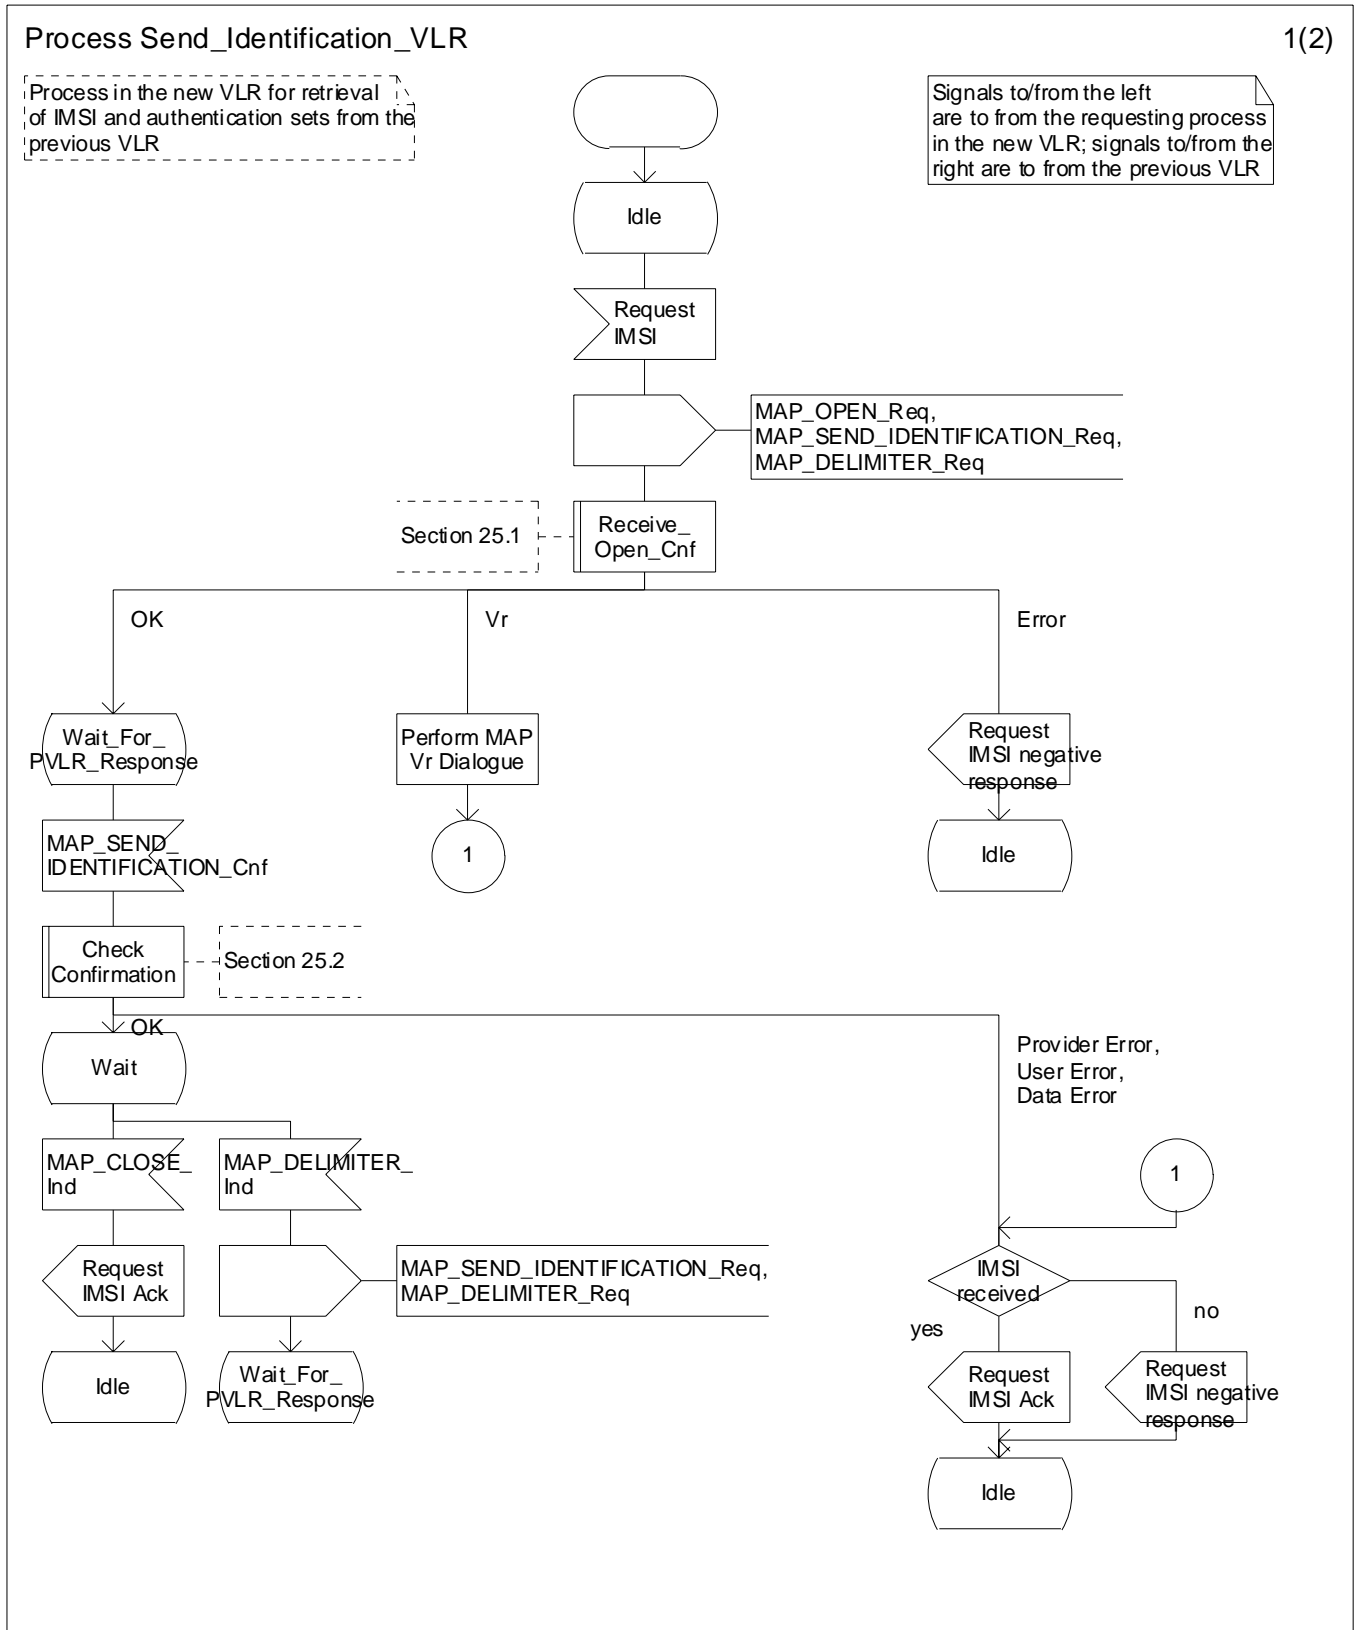 Process Send_Identification_VLR
1(2)
Process in the new VLR for retrieval
of IMSI and authentication sets from the
previous VLR
Signals to/from the left
are to from the requesting process
in the new VLR; signals to/from the
right are to from the previous VLR
Idle
Request
IMSI
MAP_OPEN_Req,
MAP_SEND_IDENTIFICATION_Req,
MAP_DELIMITER_Req
Section 25.1
Receive_
Open_Cnf
OK
Vr
Error
Wait_For_
PVLR_Response
Perform MAP
Vr Dialogue
Request
IMSI negative
response
MAP_SEND_
IDENTIFICATION_Cnf
1
Idle
Check
Confirmation
Section 25.2
OK
Wait
Provider Error,
User Error,
Data Error
MAP_CLOSE_
Ind
MAP_DELIMITER_
Ind
1
Request
IMSI Ack
MAP_SEND_IDENTIFICATION_Req,
MAP_DELIMITER_Req
IMSI
received
yes
no
Idle
Wait_For_
PVLR_Response
Request
IMSI Ack
Request
IMSI negative
response
Idle